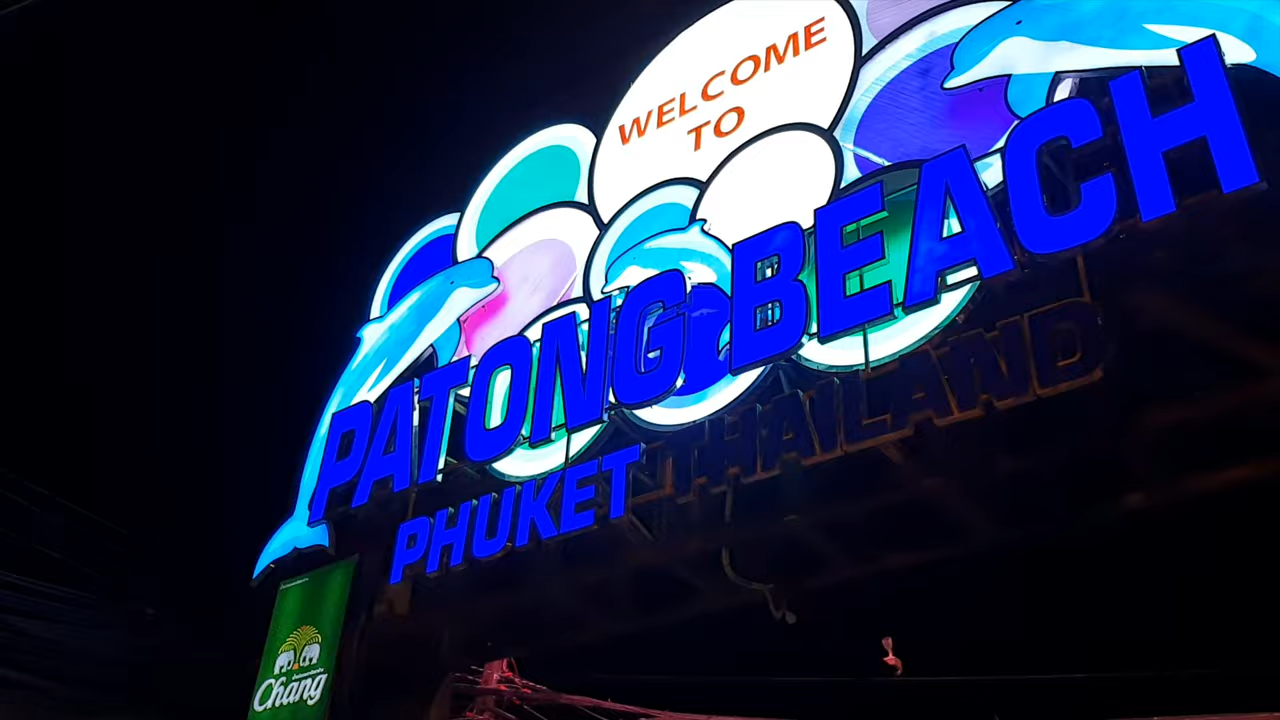 WELCOME
TO
PATONG BEACH
PHUKET THAILAND
Chang